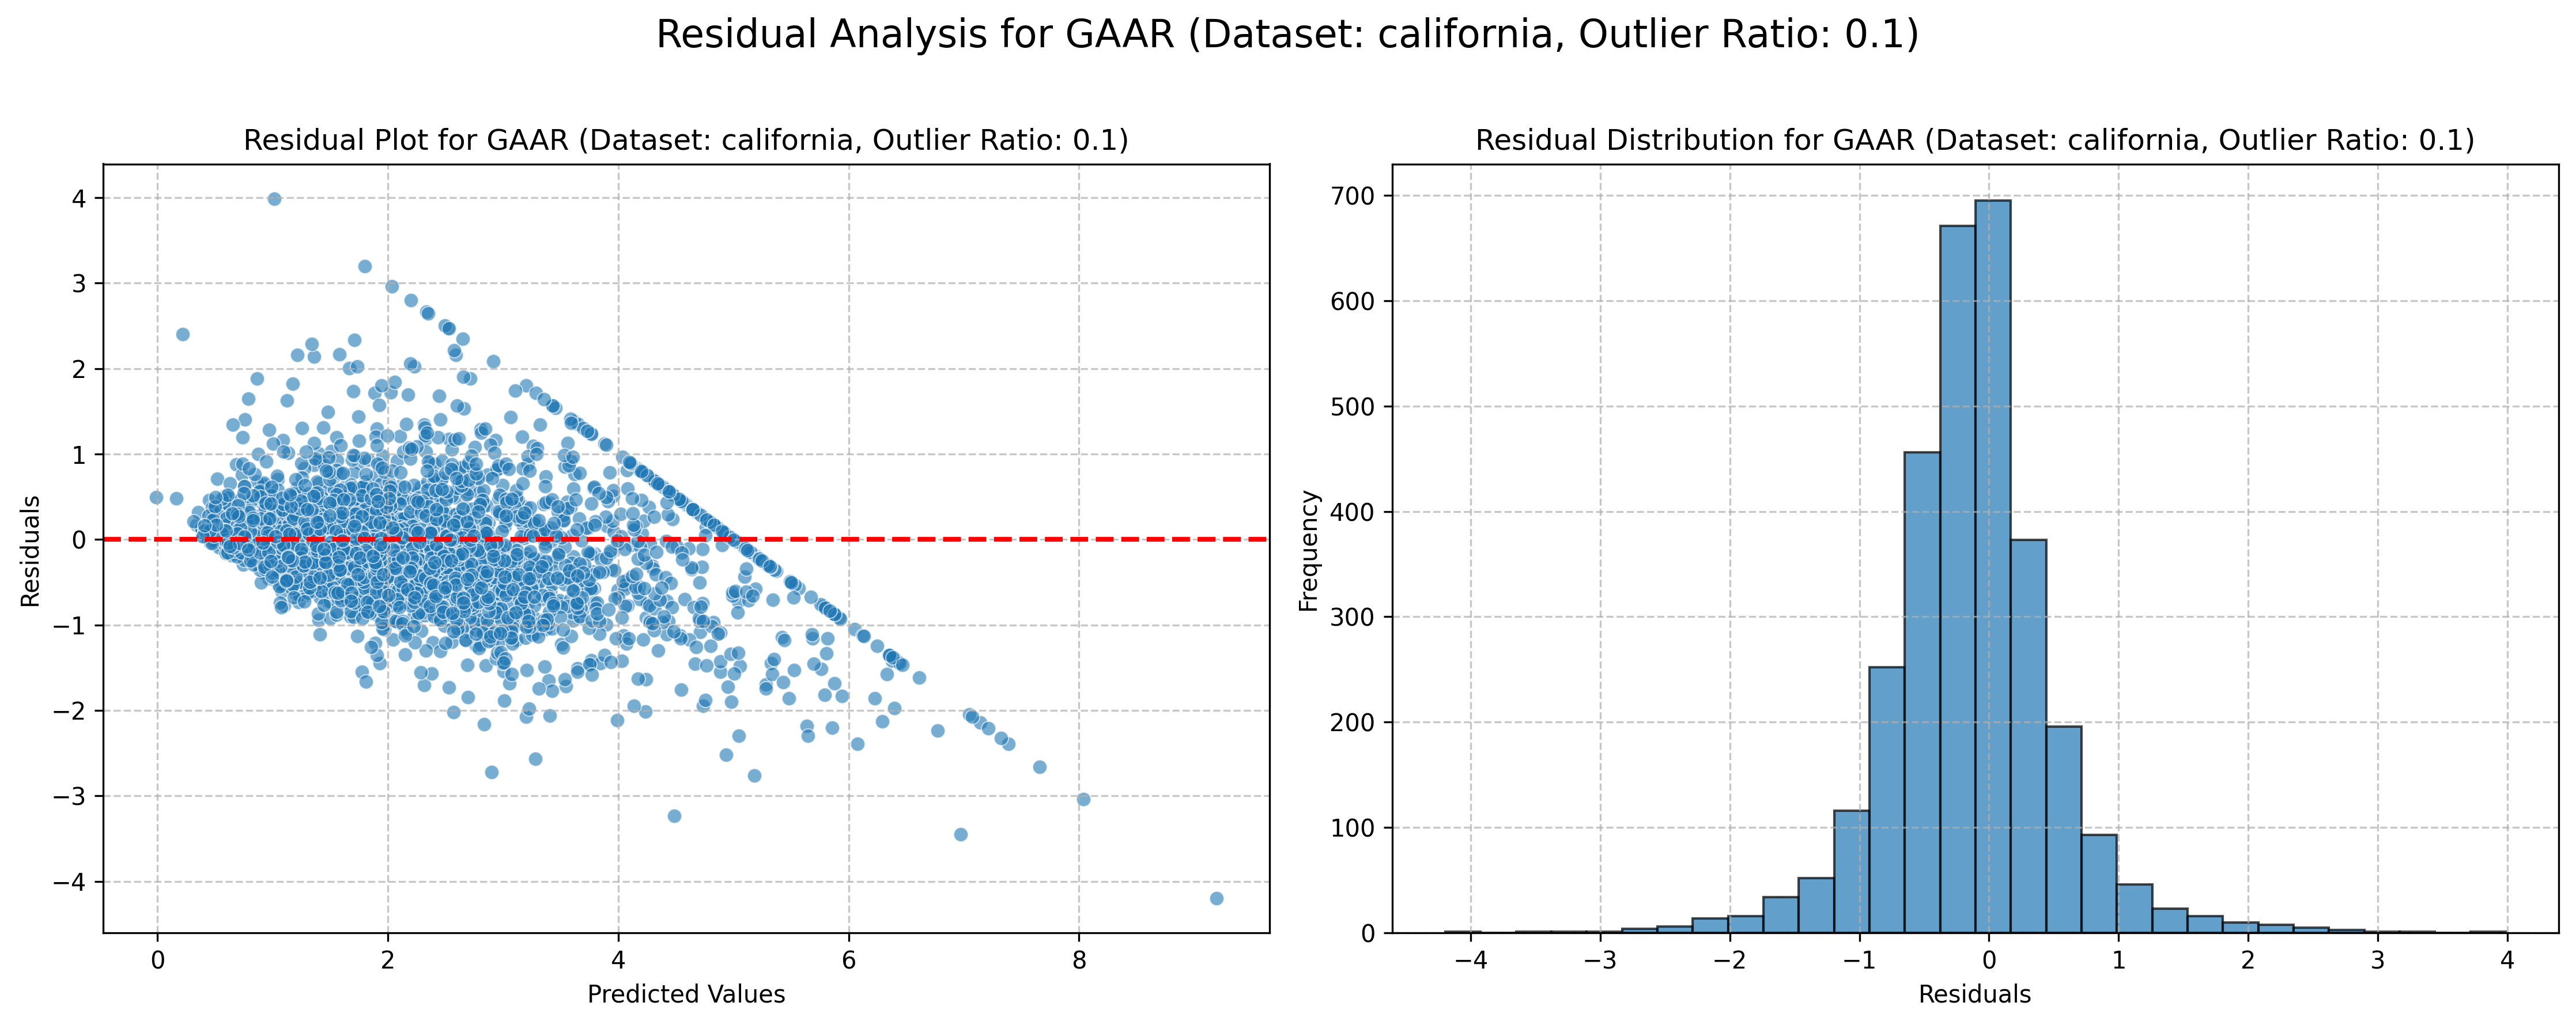 Residual Analysis for GAAR (Dataset: california, Outlier Ratio: 0.1)
Residual Plot for GAAR (Dataset: california, Outlier Ratio: 0.1)
Residuals
4
3
2
1
0
−1
−2
−3
−4
0 2 4 6 8
Predicted Values
Residual Distribution for GAAR (Dataset: california, Outlier Ratio: 0.1)
Frequency
700
600
500
400
300
200
100
0
−4 −3 −2 −1 0 1 2 3 4
Residuals